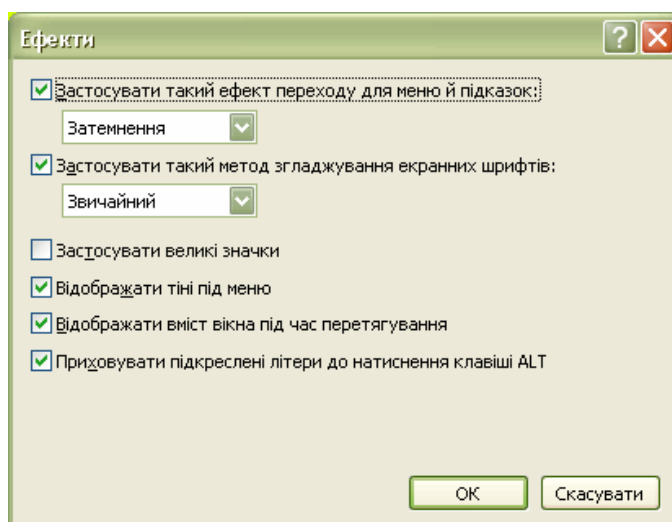 Ефекти
Застосувати такий ефект переходу для меню й підказок:
Затемнення
Застосувати такий метод згладжування екранних шрифтів:
Звичайний
Застосувати великі значки
Відображати тіні під меню
Відображати вміст вікна під час перетягування
Приховувати підкреслені літери до натиснення клавіші ALT
ОК
Скасувати